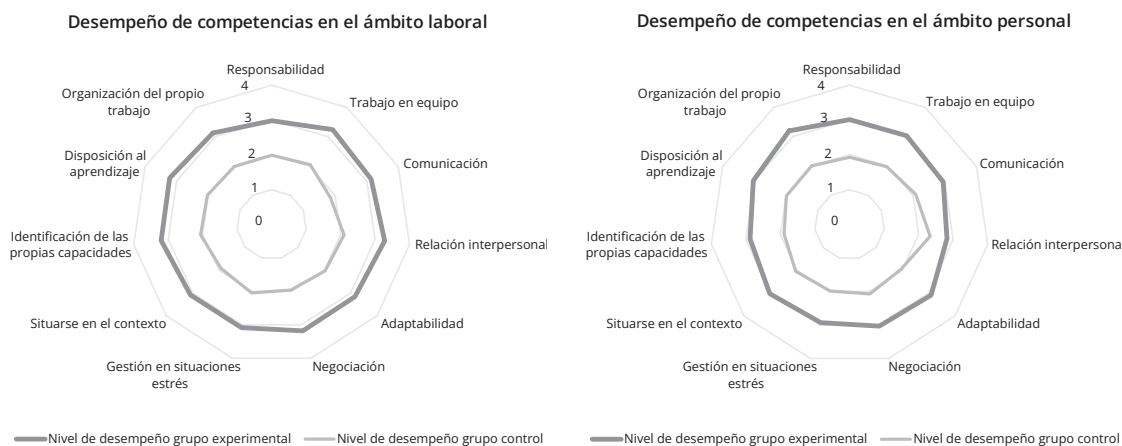 Desempeño de competencias en el ámbito laboral
Responsabilidad
Trabajo en equipo
Comunicación
Relación interpersonal
Adaptabilidad
Negociación
Gestión en situaciones
estrés
Situarse en el contexto
Identificación de las
propias capacidades
Disposición al
aprendizaje
Organización del propio
trabajo
4
3
2
1
0
Nivel de desempeño grupo experimental
Nivel de desempeño grupo control
Desempeño de competencias en el ámbito personal
Responsabilidad
Trabajo en equipo
Comunicación
Relación interpersona
Adaptabilidad
Negociación
Gestión en situaciones
estrés
Situarse en el contexto
Identificación de las
propias capacidades
Disposición al
aprendizaje
Organización del propio
trabajo
4
3
2
1
0
Nivel de desempeño grupo experimental
Nivel de desempeño grupo control